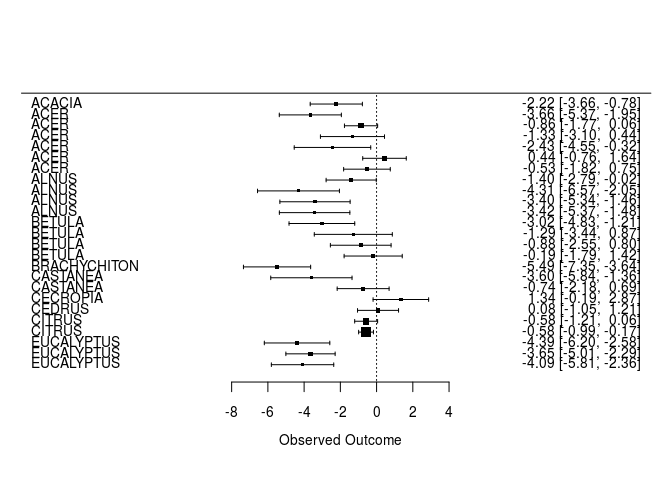 ACACIA -2.22 [-3.66, -0.78]
ACER -3.66 [-5.37, -1.95]
ACER -0.86 [-1.77, 0.06]
ACER -1.33 [-3.10, 0.44]
ACER -2.43 [-4.55, -0.32]
ACER 0.44 [-0.76, 1.64]
ACER -0.53 [-1.82, 0.75]
ALNUS -1.40 [-2.79, -0.02]
ALNUS -4.31 [-6.57, -2.05]
ALNUS -3.40 [-5.34, -1.46]
ALNUS -3.42 [-5.37, -1.48]
BETULA -3.02 [-4.83, -1.21]
BETULA -1.29 [-3.44, 0.87]
BETULA -0.88 [-2.55, 0.80]
BETULA -0.19 [-1.79, 1.42]
BRACHYCHITON -5.49 [-7.35, -3.64]
CASTANEA -3.60 [-5.84, -1.36]
CASTANEA -0.74 [-2.18, 0.69]
CECROPIA 1.34 [-0.19, 2.87]
CEDRUS 0.08 [-1.05, 1.21]
CITRUS -0.58 [-1.21, 0.06]
CITRUS -0.58 [-0.99, -0.17]
EUCALYPTUS -4.39 [-6.20, -2.58]
EUCALYPTUS -3.65 [-5.01, -2.29]
EUCALYPTUS -4.09 [-5.81, -2.36]
-8 -6 -4 -2 0 2 4
Observed Outcome